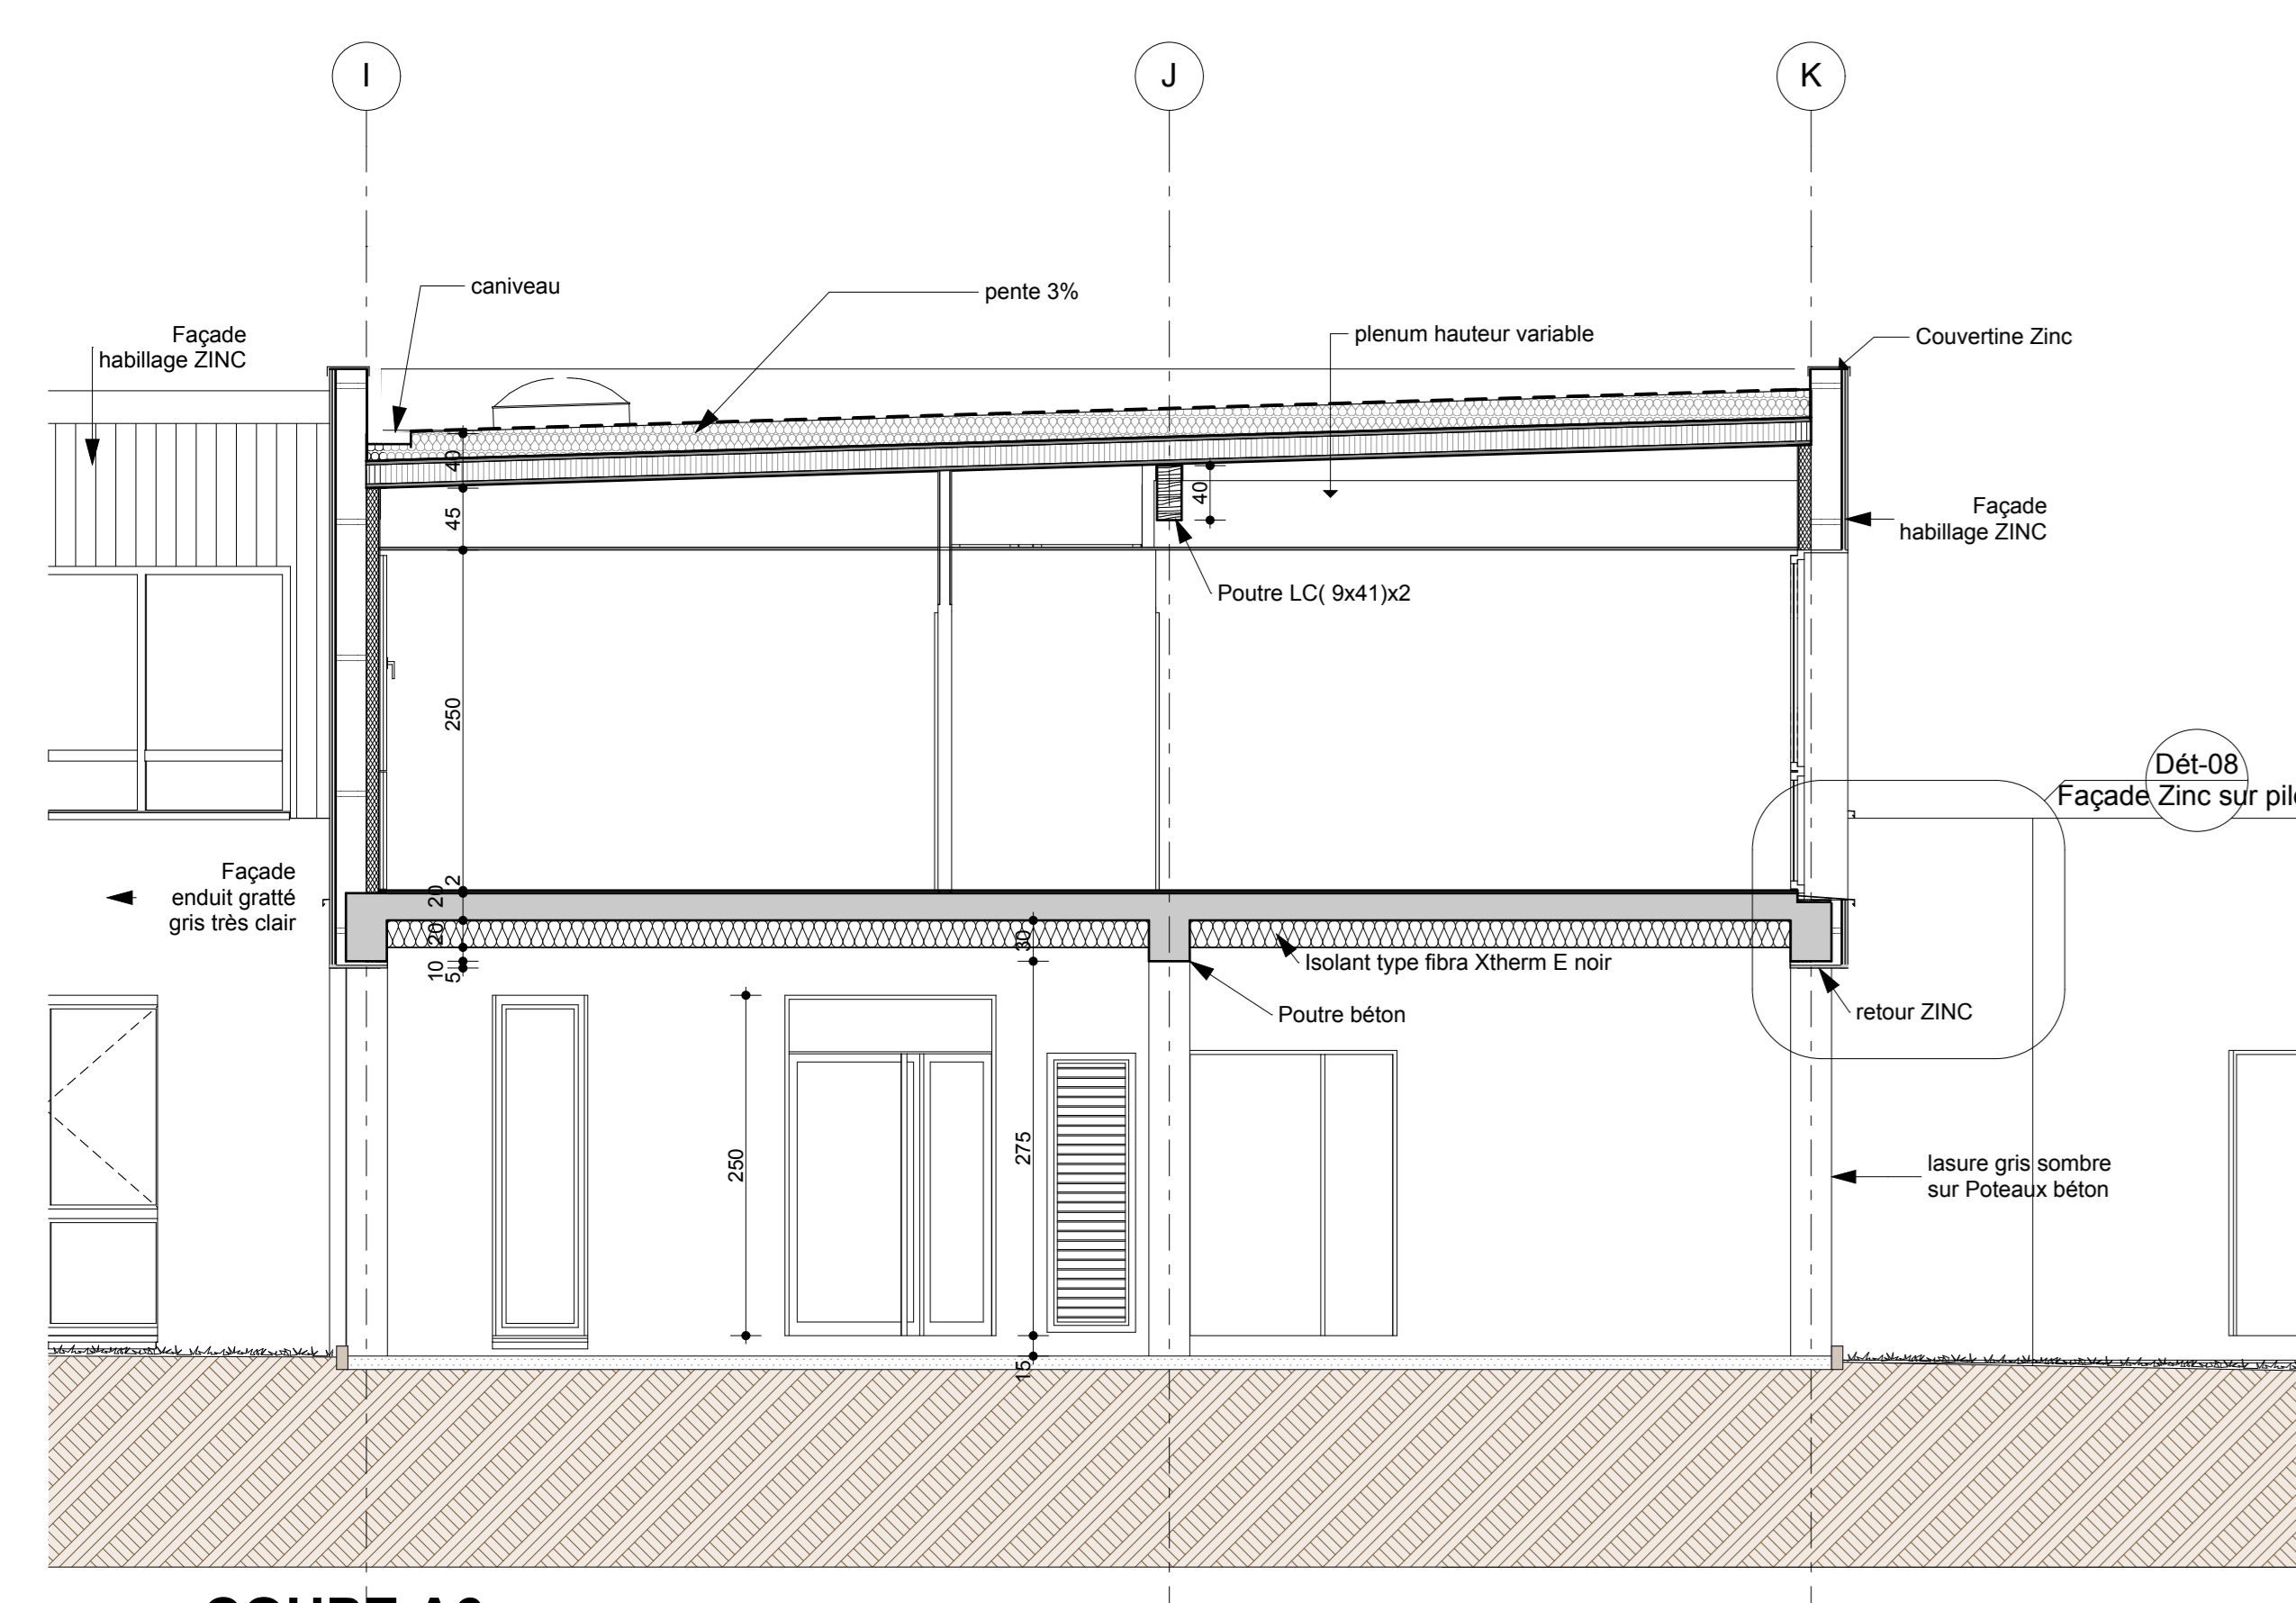 I
J
K
caniveau
pente 3%
Façade
habillage ZINC
plenum hauteur variable
Couvertine Zinc
40
45
40
Façade
habillage ZINC
Poutre LC( 9x41)x2
250
Dét-08
Façade Zinc sur pil
Façade
enduit gratté
gris très clair
2
20
20
10
5
30
Isolant type fibra Xtherm E noir
Poutre béton
retour ZINC
250
275
lasure gris sombre
sur Poteaux béton
15